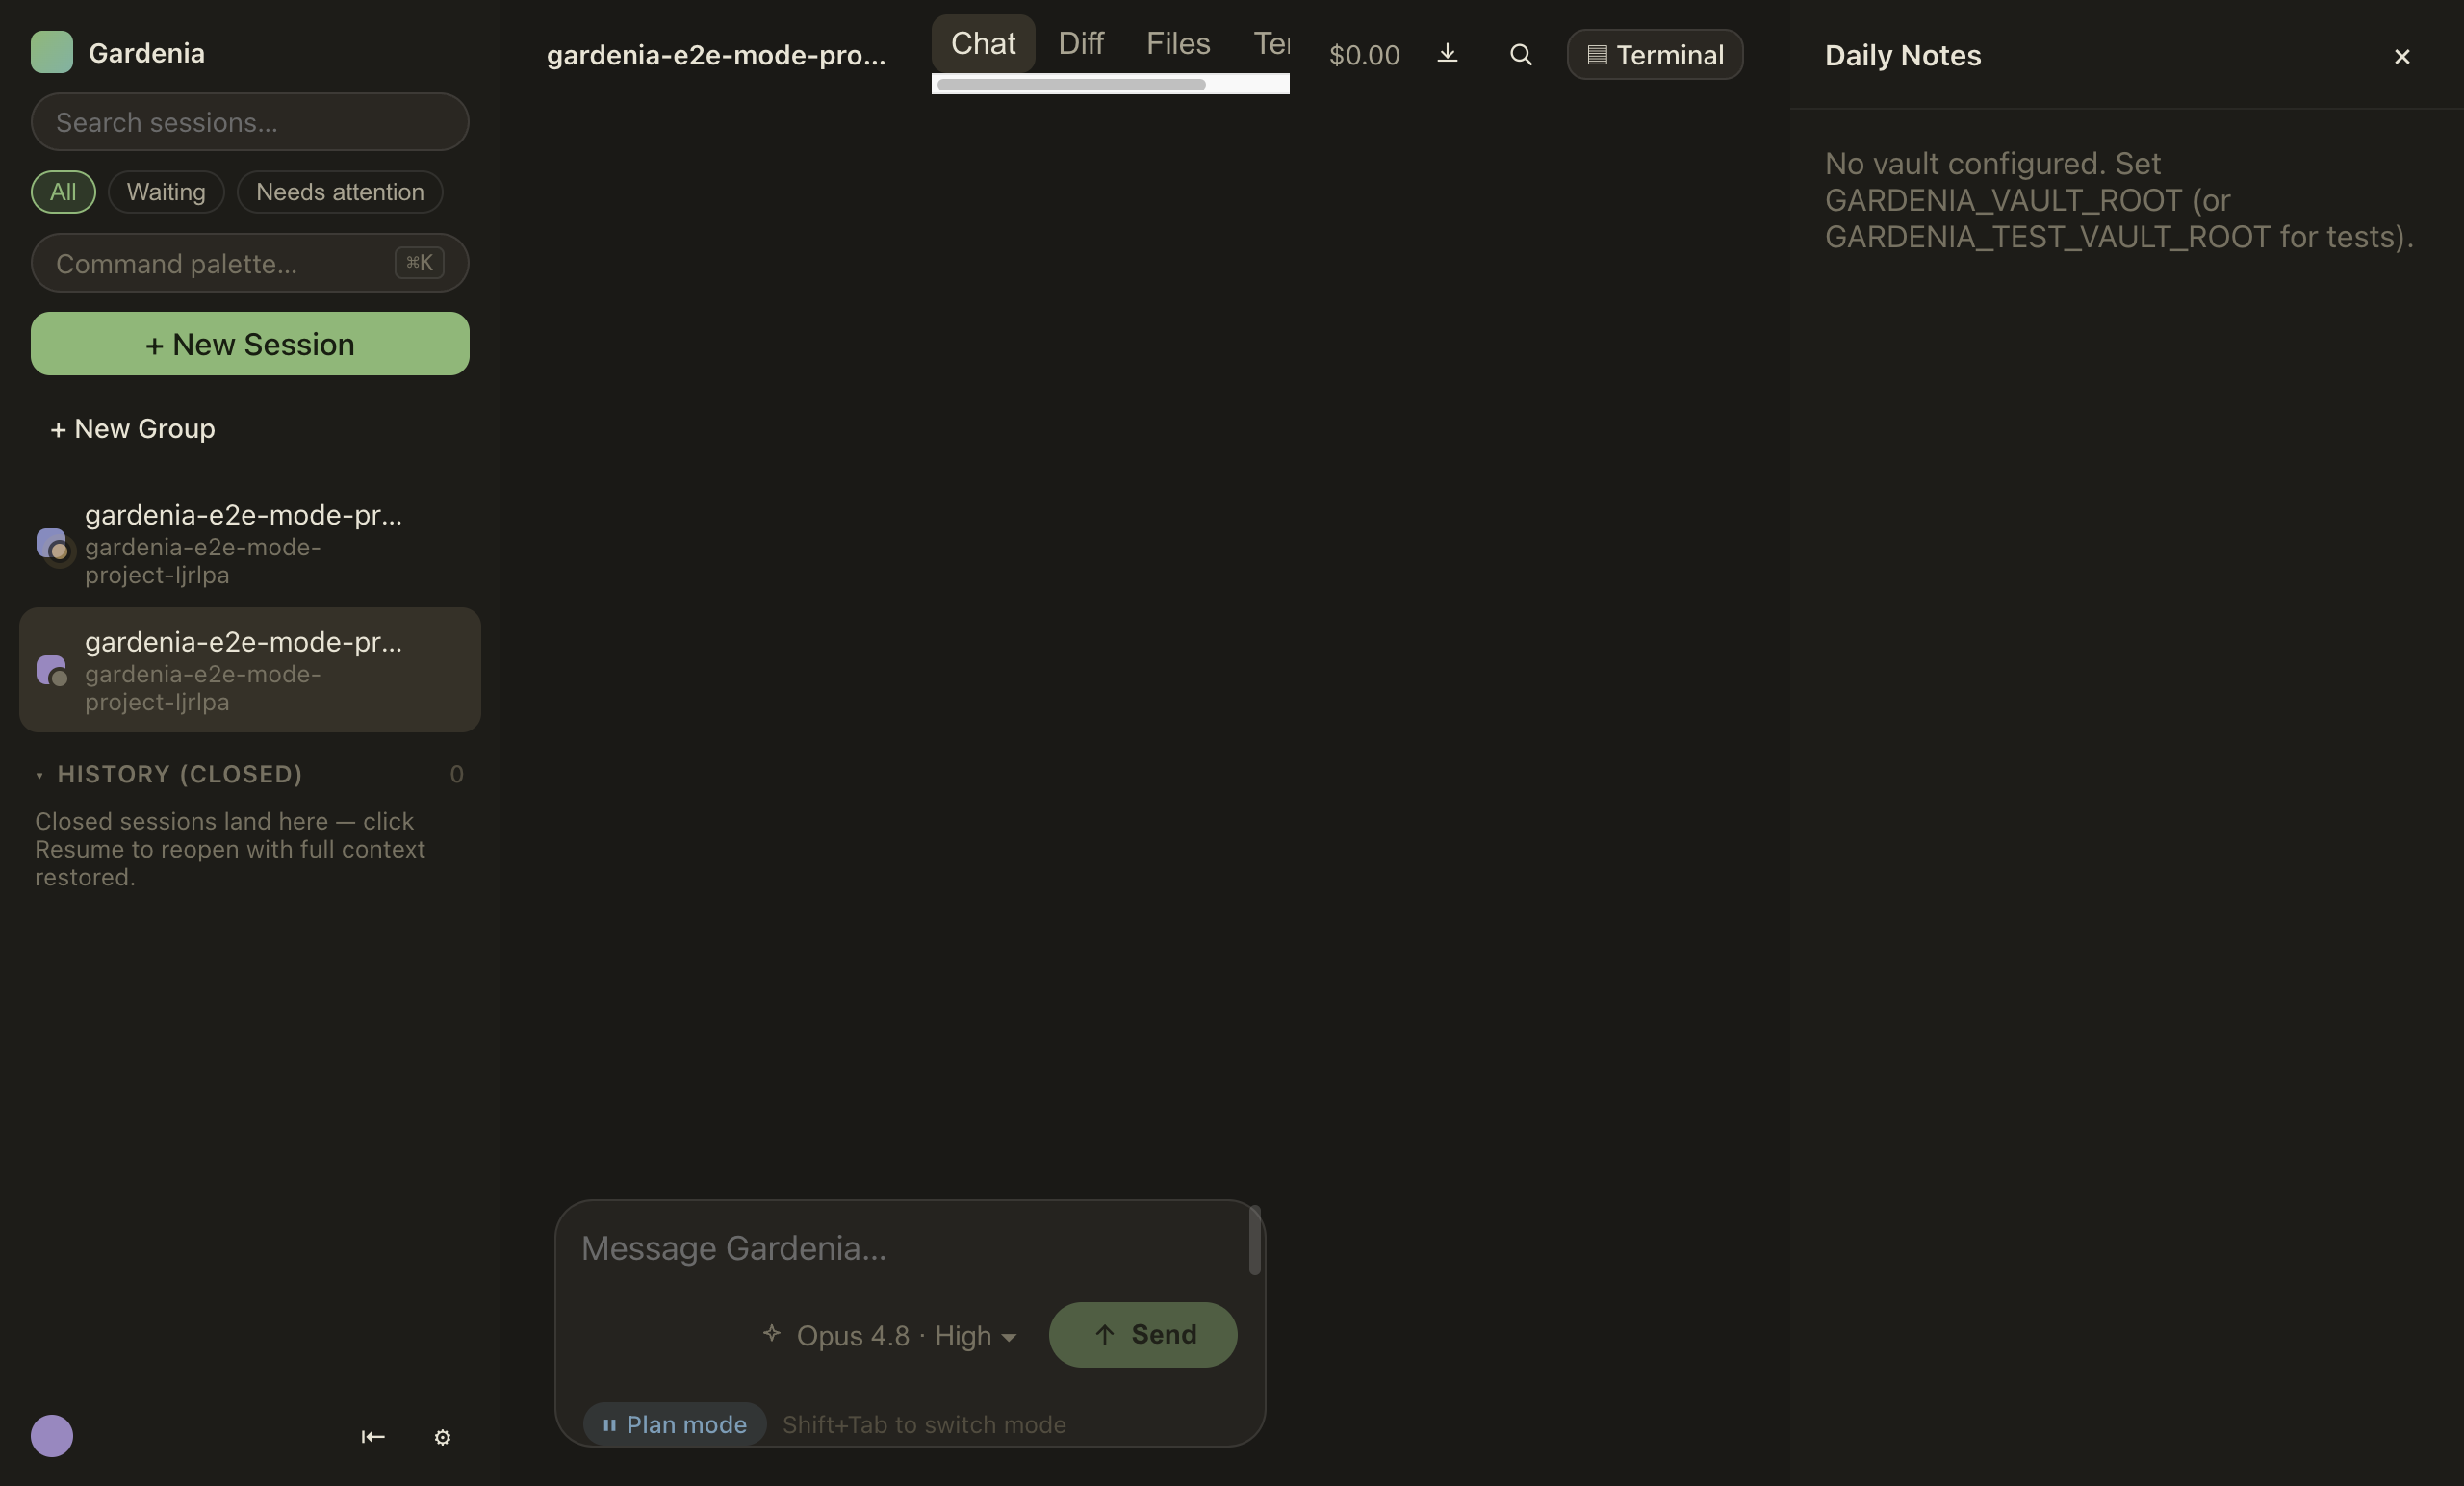 Gardenia
Search sessions...
All
Waiting
Needs attention
Command palette...
⌘K
+ New Session
+ New Group
gardenia-e2e-mode-pr...
gardenia-e2e-mode-
project-ljrlpa
gardenia-e2e-mode-pr...
gardenia-e2e-mode-
project-ljrlpa
HISTORY (CLOSED)
0
Closed sessions land here — click
Resume to reopen with full context
restored.
gardenia-e2e-mode-pro...
Chat
Diff
Files
$0.00
Terminal
Message Gardenia...
Opus 4.8 · High
Send
Plan mode
Shift+Tab to switch mode
Daily Notes
No vault configured. Set
GARDENIA_VAULT_ROOT (or
GARDENIA_TEST_VAULT_ROOT for tests).